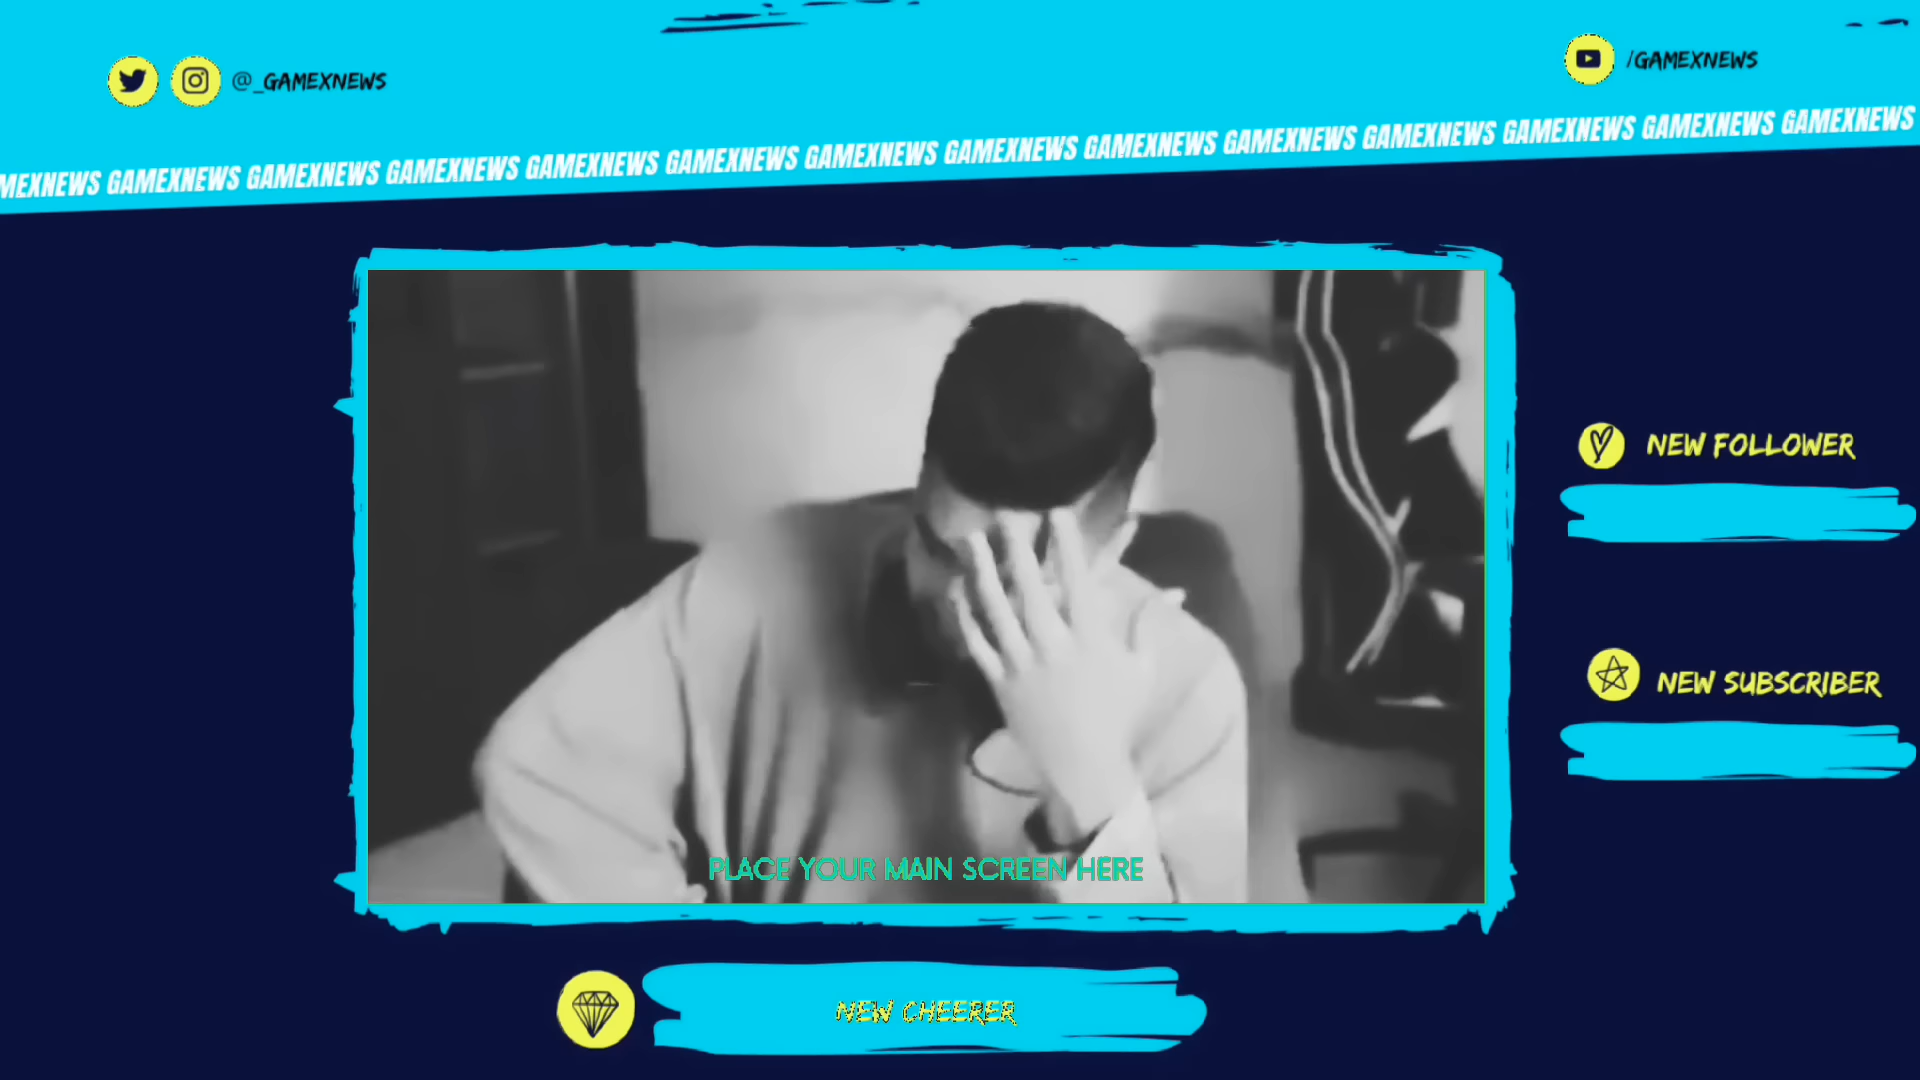 @_GAMEXNEWS
/GAMEXNEWS
MEXNEWS GAMEXNEWS GAMEXNEWS GAMEXNEWS GAMEXNEWS GAMEXNEWS GAMEXNEWS GAMEXNEWS GAMEXNEWS GAMEXNEWS GAMEXNEWS GAMEXNEWS GAMEXNEWS GAMEXNEWS
NEW FOLLOWER
NEW SUBSCRIBER
PLACE YOUR MAIN SCREEN HERE
NEW CHEERER